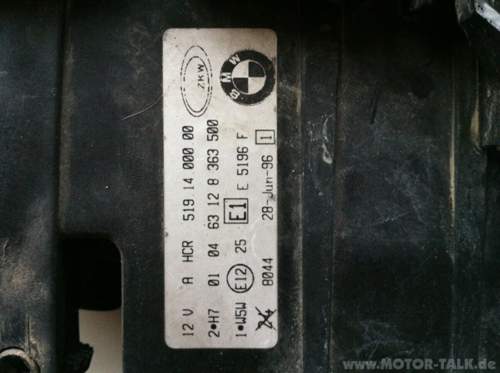 ZKW
BMW
12 V A HCR 519 14 000 00
2•H7 01 04 63 12 8 363 500
1•W5W E12 25 E1 E 5196 F
24 8044 28-Jun-96 1
www.MOTOR-TALK.de